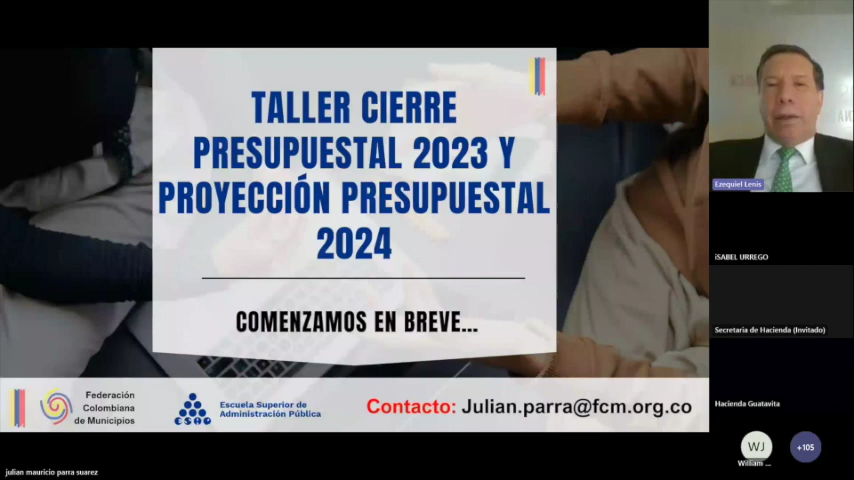 TALLER CIERRE
PRESUPUESTAL 2023 Y
PROYECCIÓN PRESUPUESTAL
2024
COMENZAMOS EN BREVE...
Federación
Colombiana
de Municipios
ESAP
Escuela Superior de
Administración Pública
Contacto: Julian.parra@fcm.org.co
julian mauricio parra suarez
Ezequiel Lenis
iSABEL URREGO
Secretaria de Hacienda (Invitado)
Hacienda Guatavita
WJ
William ...
+105